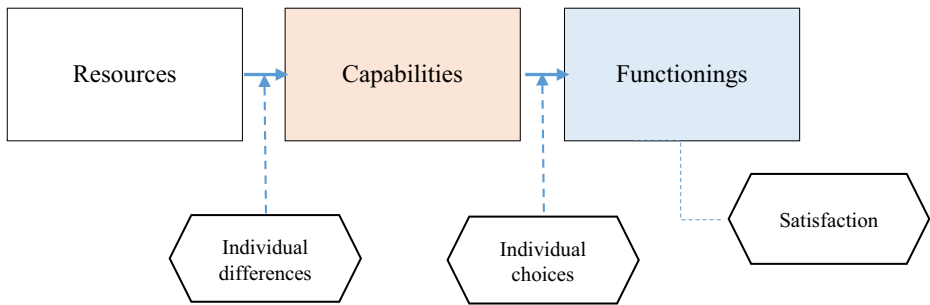 Resources
Capabilities
Functionings
Satisfaction
Individual
differences
Individual
choices